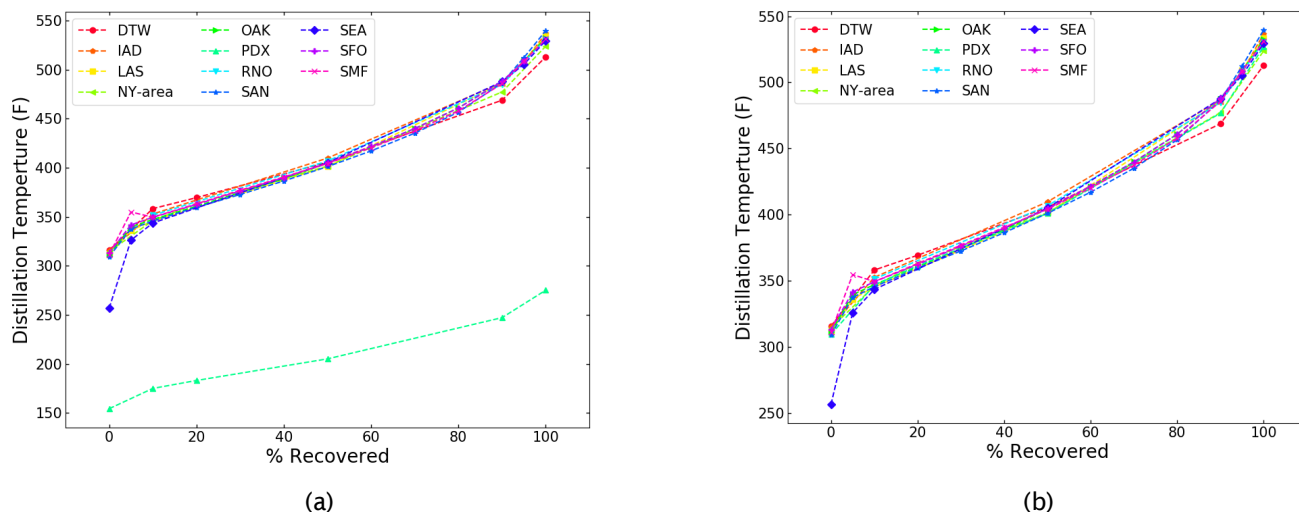 550
500
450
400
350
300
250
200
150
Distillation Temperture (F)
DTW OAK SEA
IAD PDX SFO
LAS RNO SMF
NY-area SAN
0 20 40 60 80 100
% Recovered
(a)
550
500
450
400
350
300
250
Distillation Temperture (F)
DTW OAK SEA
IAD PDX SFO
LAS RNO SMF
NY-area SAN
0 20 40 60 80 100
% Recovered
(b)